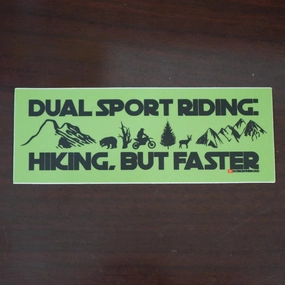 DUAL SPORT RIDING:
HIKING, BUT FASTER